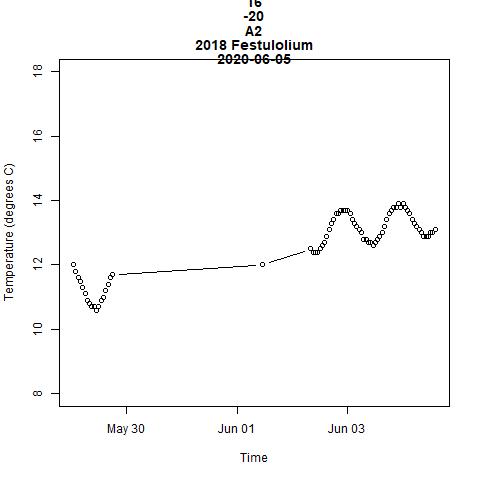 16
-20
A2
2018 Festulolium
2020-06-05
Temperature (degrees C)
18
16
14
12
10
8
May 30
Jun 01
Jun 03
Time